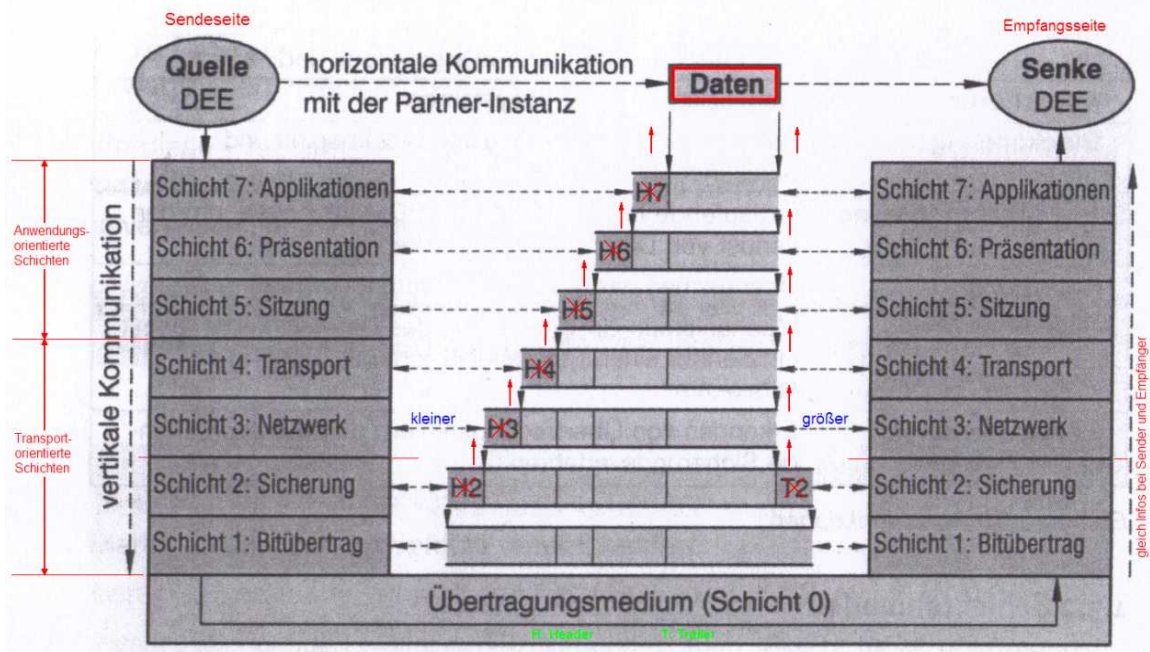 Sendeseite
Empfangsseite
Quelle
DEE
horizontale Kommunikation
mit der Partner-Instanz
Daten
Senke
DEE
Anwendungs-
orientierte
Schichten
Transport-
orientierte
Schichten
vertikale Kommunikation
Schicht 7: Applikationen
H7
Schicht 7: Applikationen
Schicht 6: Präsentation
H6
Schicht 6: Präsentation
Schicht 5: Sitzung
H5
Schicht 5: Sitzung
Schicht 4: Transport
H4
Schicht 4: Transport
Schicht 3: Netzwerk
kleiner
H3
größer
Schicht 3: Netzwerk
Schicht 2: Sicherung
H2
T2
Schicht 2: Sicherung
Schicht 1: Bitübertrag
Schicht 1: Bitübertrag
gleich Infos bei Sender und Empfänger
Übertragungsmedium (Schicht 0)
H. Header
T. Trailer